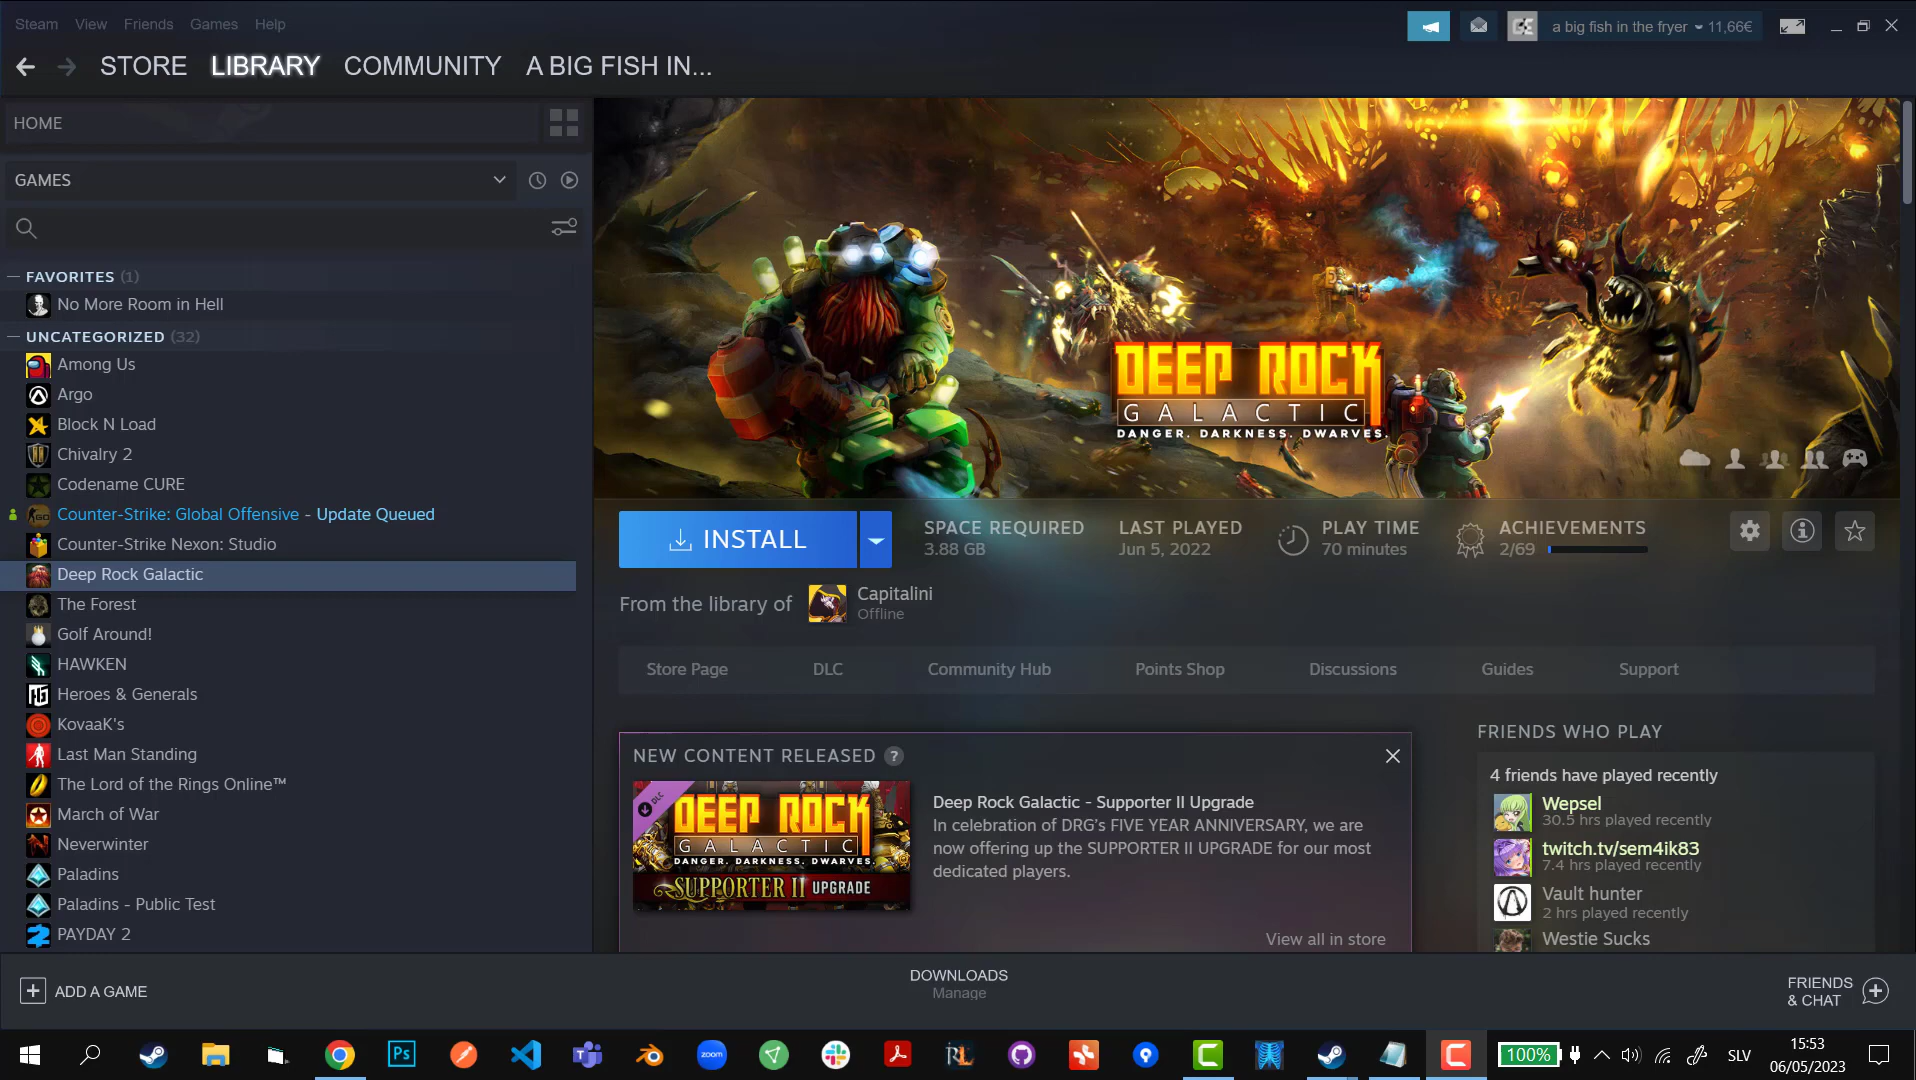 Steam View Friends Games Help
a big fish in the fryer 11,66€
STORE LIBRARY COMMUNITY A BIG FISH IN...
HOME
GAMES
FAVORITES (1)
No More Room in Hell
UNCATEGORIZED (32)
Among Us
Argo
Block N Load
Chivalry 2
Codename CURE
Counter-Strike: Global Offensive - Update Queued
Counter-Strike Nexon: Studio
Deep Rock Galactic
The Forest
Golf Around!
HAWKEN
Heroes & Generals
KovaaK's
Last Man Standing
The Lord of the Rings Online™
March of War
Neverwinter
Paladins
Paladins - Public Test
PAYDAY 2
DEEP ROCK
GALACTIC
DANGER. DARKNESS. DWARVES.
INSTALL
SPACE REQUIRED
3.88 GB
LAST PLAYED
Jun 5, 2022
PLAY TIME
70 minutes
ACHIEVEMENTS
2/69
From the library of
Capitalini
Offline
Store Page DLC Community Hub Points Shop Discussions Guides Support
NEW CONTENT RELEASED ?
DLC
DEEP ROCK
GALACTIC
DANGER. DARKNESS. DWARVES.
SUPPORTER II UPGRADE
Deep Rock Galactic - Supporter II Upgrade
In celebration of DRG's FIVE YEAR ANNIVERSARY, we are
now offering up the SUPPORTER II UPGRADE for our most
dedicated players.
View all in store
FRIENDS WHO PLAY
4 friends have played recently
Wepsel
30.5 hrs played recently
twitch.tv/sem4ik83
7.4 hrs played recently
Vault hunter
2 hrs played recently
Westie Sucks
ADD A GAME
DOWNLOADS
Manage
FRIENDS
& CHAT
Ps
zoom
RL
100%
SLV
15:53
06/05/2023